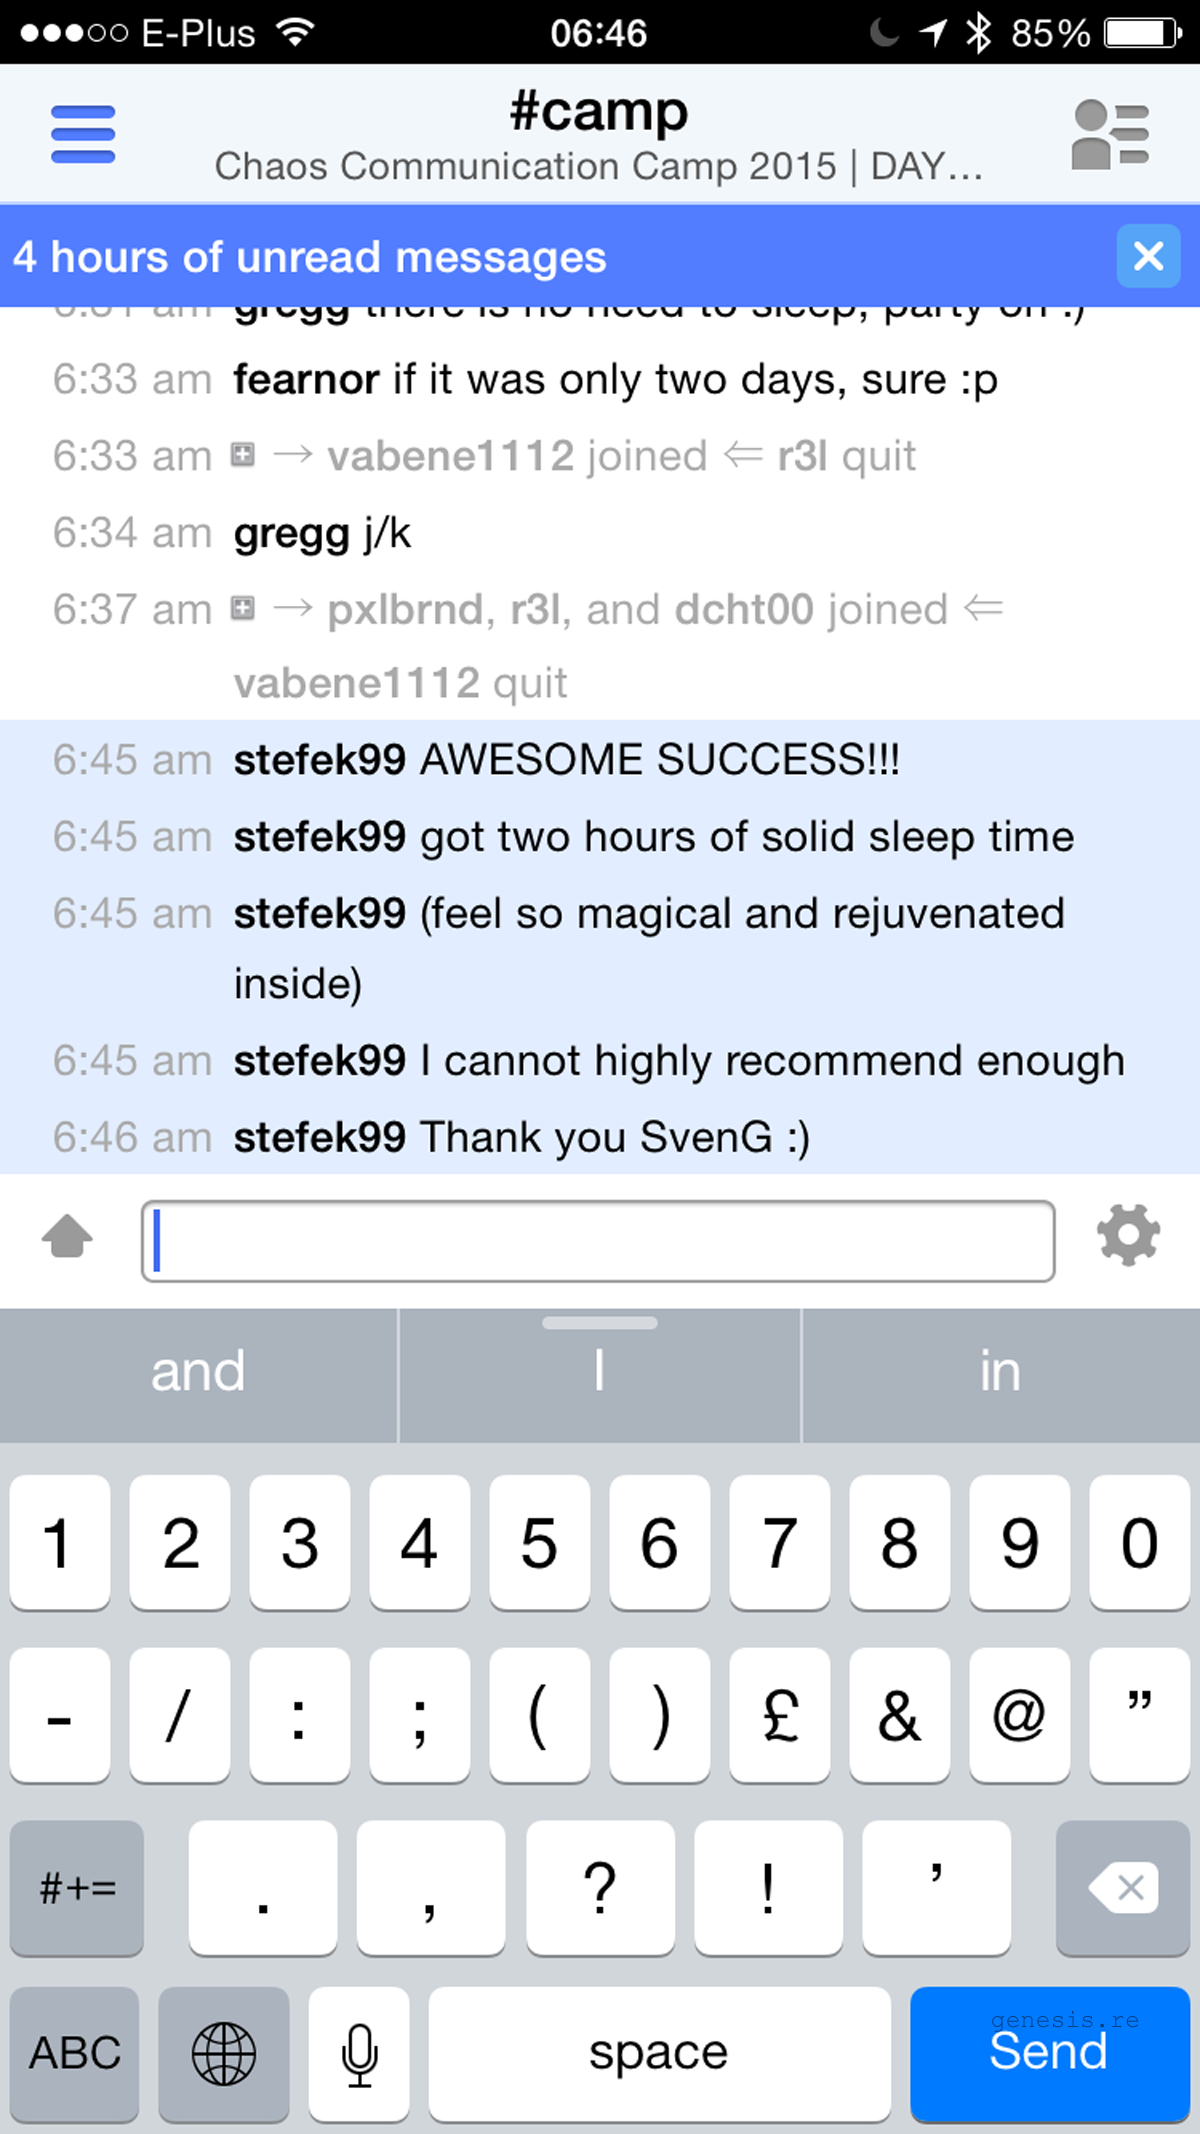 E-Plus 06:46 85%
#camp
Chaos Communication Camp 2015 | DAY...
4 hours of unread messages
gregg there is no need to sleep, party on :)
6:33 am fearnor if it was only two days, sure :p
6:33 am → vabene1112 joined ⇐ r3l quit
6:34 am gregg j/k
6:37 am → pxlbrnd, r3l, and dcht00 joined ⇐
vabene1112 quit
6:45 am stefek99 AWESOME SUCCESS!!!
6:45 am stefek99 got two hours of solid sleep time
6:45 am stefek99 (feel so magical and rejuvenated
inside)
6:45 am stefek99 I cannot highly recommend enough
6:46 am stefek99 Thank you SvenG :)
and I in
1 2 3 4 5 6 7 8 9 0
- / : ; ( ) £ & @ ”
#+= . , ? ! ’
genesis.re
ABC space Send